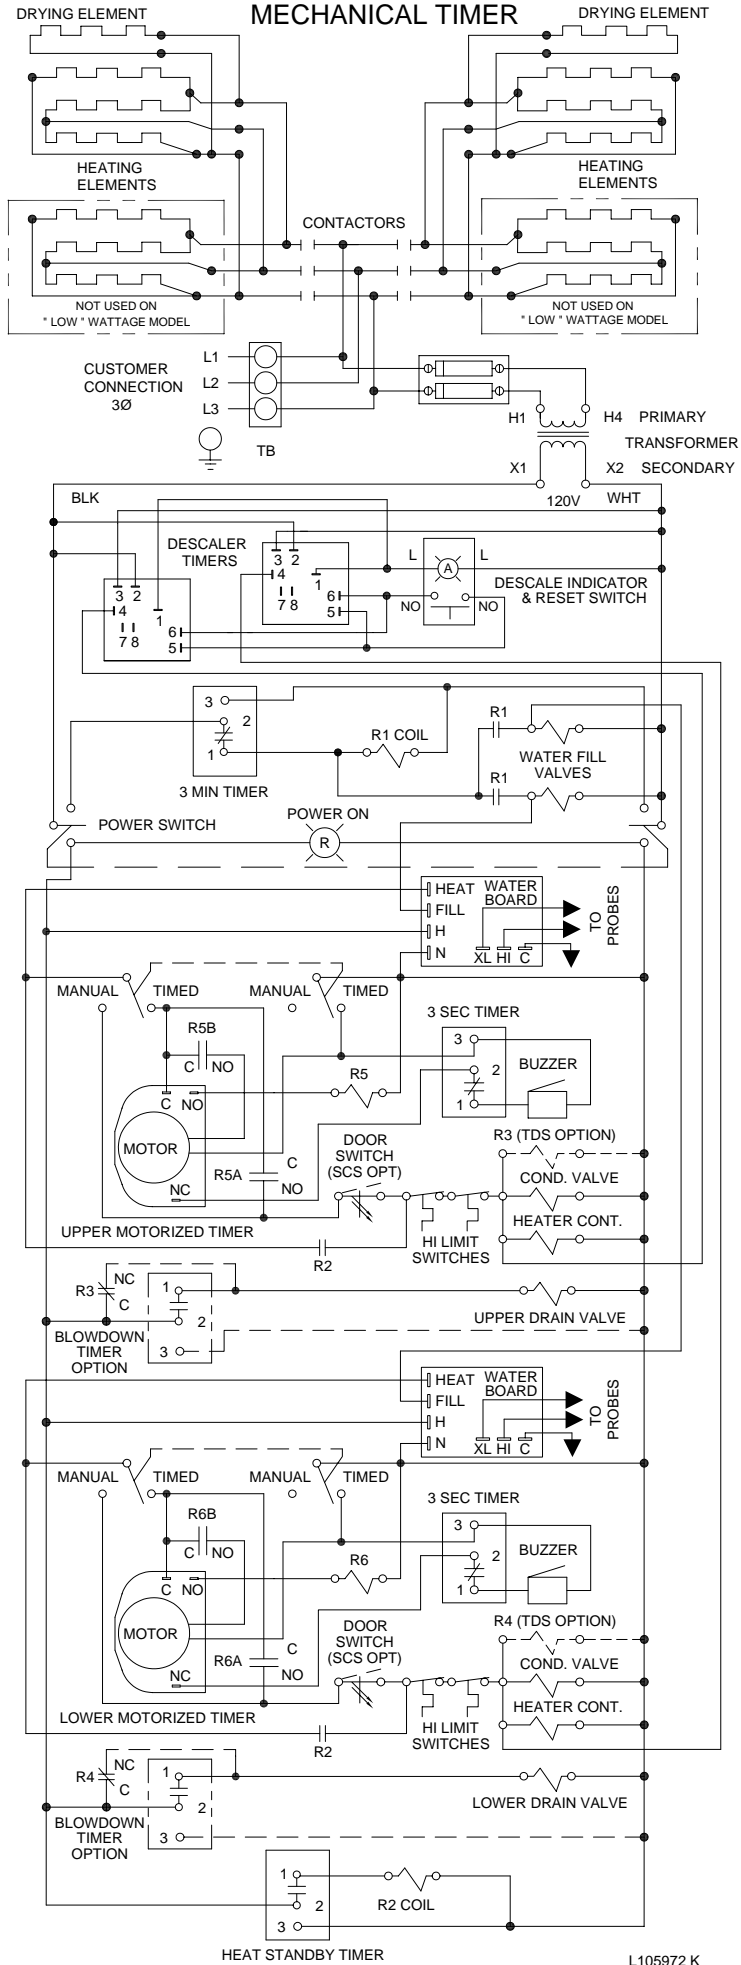 MECHANICAL TIMER
DRYING ELEMENT
DRYING ELEMENT
HEATING
ELEMENTS
HEATING
ELEMENTS
CONTACTORS
NOT USED ON
" LOW " WATTAGE MODEL
NOT USED ON
" LOW " WATTAGE MODEL
CUSTOMER
CONNECTION
3Ø
L1
L2
L3
TB
H1
H4 PRIMARY
TRANSFORMER
X1
X2 SECONDARY
BLK
120V
WHT
DESCALER
TIMERS
3 2
4
1
7 8
6
5
L
A
L
NO
NO
DESCALE INDICATOR
& RESET SWITCH
3 2
4
1
7 8
6
5
3
2
1
3 MIN TIMER
R1 COIL
R1
WATER FILL
VALVES
R1
POWER SWITCH
POWER ON
R
HEAT
FILL
H
N
WATER
BOARD
XL HI C
TO
PROBES
MANUAL
TIMED
MANUAL
TIMED
3 SEC TIMER
3
2
1
BUZZER
R5B
C
NO
R5
C NO
MOTOR
NC
R5A
C
NO
DOOR
SWITCH
(SCS OPT)
R3 (TDS OPTION)
COND. VALVE
HEATER CONT.
HI LIMIT
SWITCHES
UPPER MOTORIZED TIMER
R2
R3
NC
C
1
2
3
BLOWDOWN
TIMER
OPTION
UPPER DRAIN VALVE
HEAT
FILL
H
N
WATER
BOARD
XL HI C
TO
PROBES
MANUAL
TIMED
MANUAL
TIMED
3 SEC TIMER
3
2
1
BUZZER
R6B
C
NO
R6
C NO
MOTOR
NC
R6A
C
NO
DOOR
SWITCH
(SCS OPT)
R4 (TDS OPTION)
COND. VALVE
HEATER CONT.
HI LIMIT
SWITCHES
LOWER MOTORIZED TIMER
R2
R4
NC
C
1
2
3
BLOWDOWN
TIMER
OPTION
LOWER DRAIN VALVE
1
2
3
R2 COIL
HEAT STANDBY TIMER
L105972 K